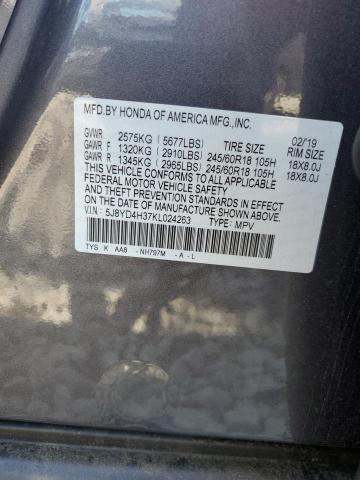 MFD.BY HONDA OF AMERICA MFG.,INC.
GVWR 2575KG ( 5677LBS) TIRE SIZE 02/'19 RIM SIZE
GAWR F 1320KG ( 2910LBS) 245/60R18 105H 18X8.0J
GAWR R 1345KG ( 2965LBS) 245/60R18 105H 18X8.0J
THIS VEHICLE CONFORMS TO ALL APPLICABLE
FEDERAL MOTOR VEHICLE SAFETY STANDARDS IN EFFECT
ON THE DATE OF MANUFACTURE SHOWN ABOVE.
V.I.N: 5J8YD4H37KL024263 TYPE: MPV
TYS K AA6 -NH797M -A -L